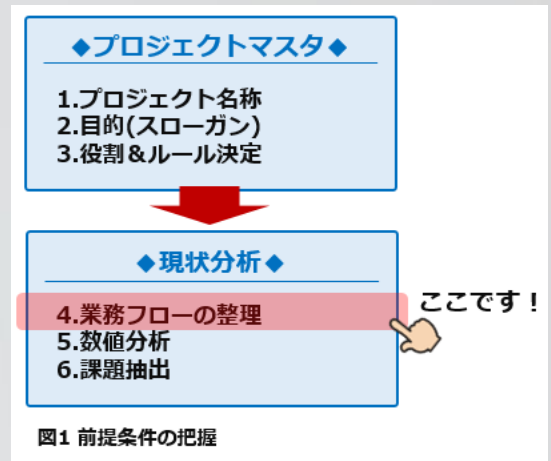 ◆プロジェクトマスタ◆
1.プロジェクト名称
2.目的(スローガン)
3.役割&ルール決定
◆現状分析◆
4.業務フローの整理
ここです！
5.数値分析
6.課題抽出
図1 前提条件の把握